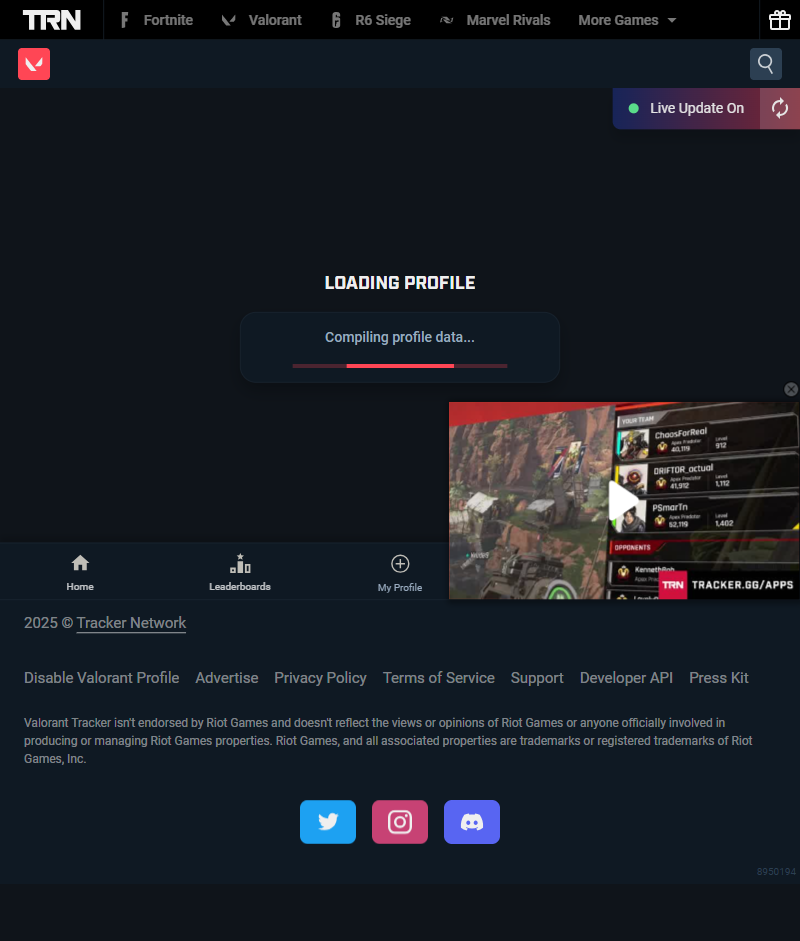 TRN
Fortnite
Valorant
R6 Siege
Marvel Rivals
More Games
Live Update On
LOADING PROFILE
Compiling profile data...
YOUR TEAM
ChaosForReal
Apex Predator
40,119
Level
912
DRIFT0R_actual
Apex Predator
41,912
Level
1,112
PSmarTn
Apex Predator
52,119
Level
1,402
OPPONENTS
TRN TRACKER.GG/APPS
Home
Leaderboards
My Profile
2025 © Tracker Network
Disable Valorant Profile Advertise Privacy Policy Terms of Service Support Developer API Press Kit
Valorant Tracker isn't endorsed by Riot Games and doesn't reflect the views or opinions of Riot Games or anyone officially involved in
producing or managing Riot Games properties. Riot Games, and all associated properties are trademarks or registered trademarks of Riot
Games, Inc.
8950194